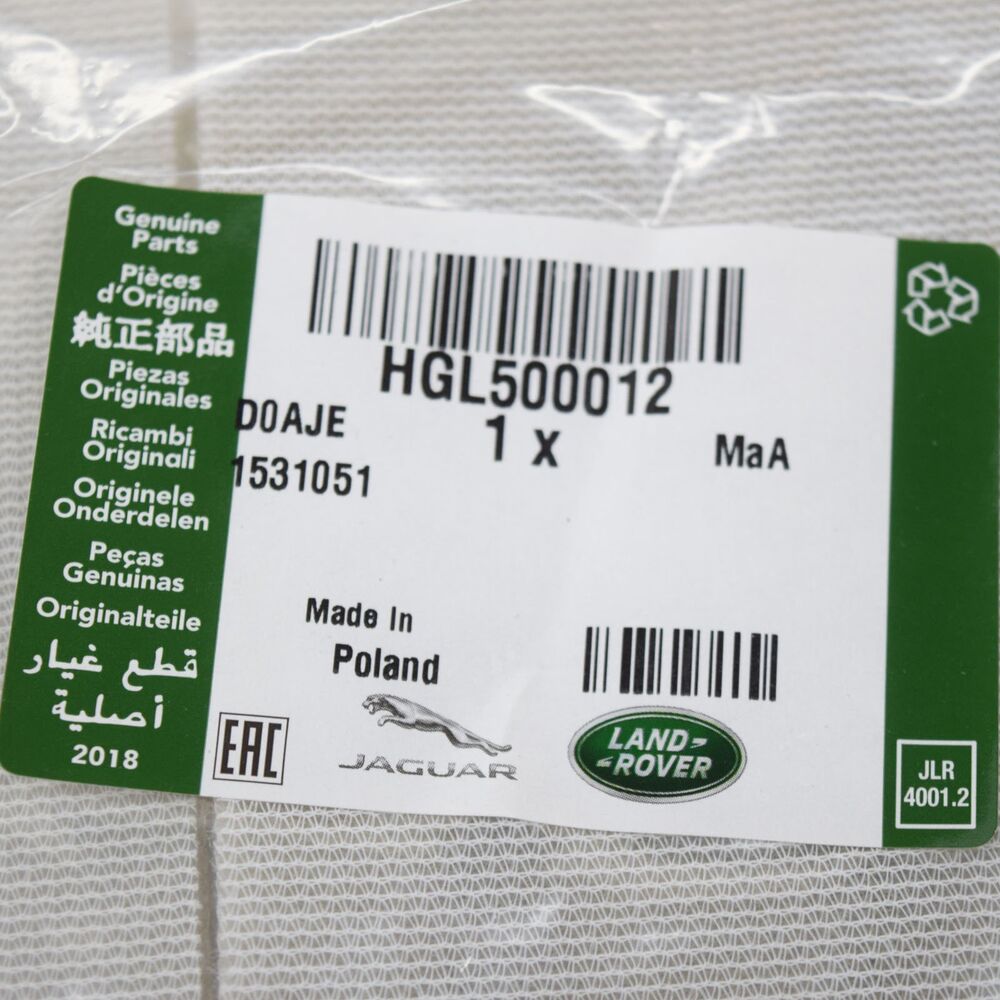 Genuine
Parts
Pièces
d'Origine
純正部品
Piezas
Originales
Ricambi
Originali
Originele
Onderdelen
Peças
Genuinas
Originalteile
قطع غيار
أصلية
2018
HGL500012
D0AJE
1 x
MaA
1531051
Made In
Poland
EAC
JAGUAR
LAND-
-ROVER
JLR
4001.2